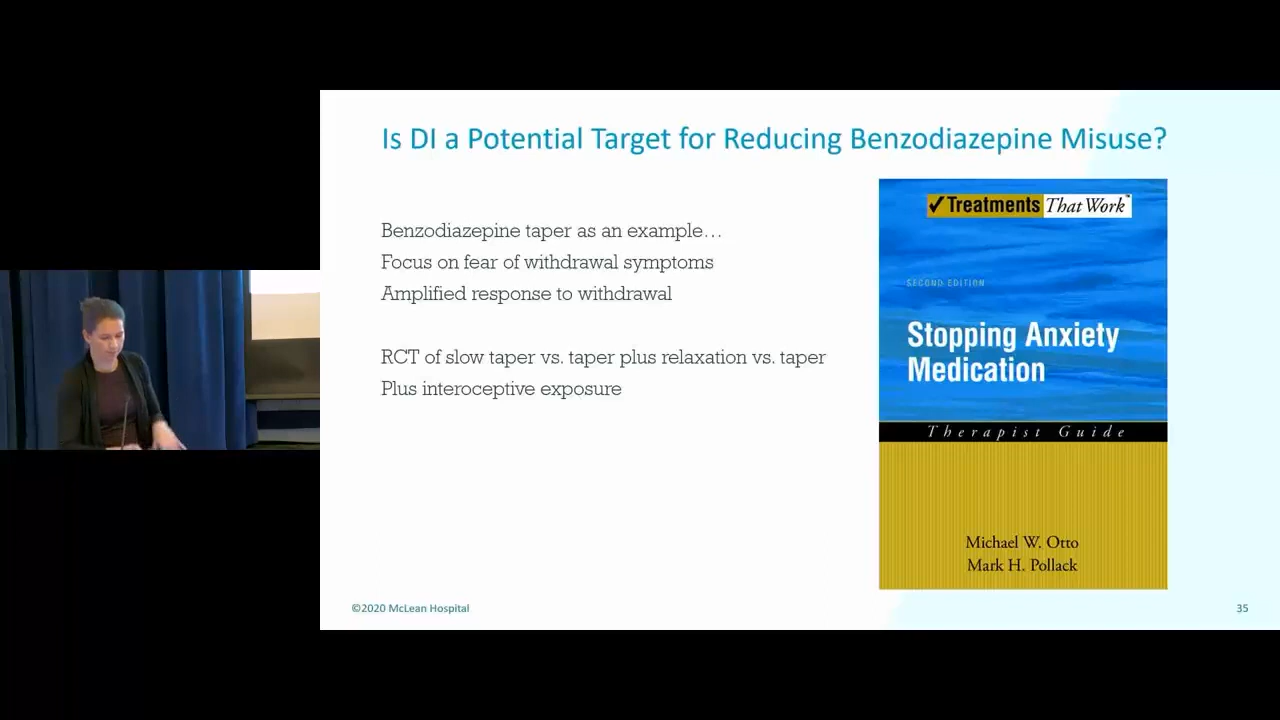 Is DI a Potential Target for Reducing Benzodiazepine Misuse?
Benzodiazepine taper as an example…
Focus on fear of withdrawal symptoms
Amplified response to withdrawal
RCT of slow taper vs. taper plus relaxation vs. taper
Plus interoceptive exposure
✓Treatments That Work™
SECOND EDITION
Stopping Anxiety
Medication
Therapist Guide
Michael W. Otto
Mark H. Pollack
©2020 McLean Hospital
35